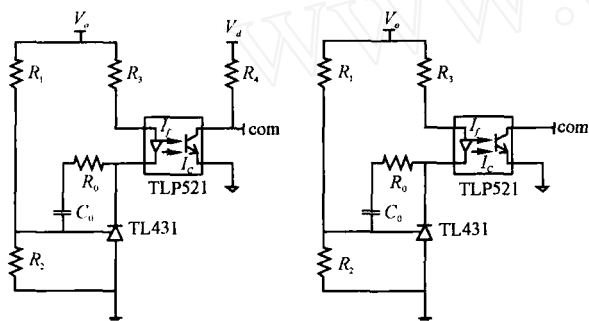 V_o
V_d
R_1
R_3
R_4
I_f
I_C
com
TLP521
R_0
C_0
TL431
R_2
V_o
R_1
R_3
I_f
I_C
com
TLP521
R_0
C_0
TL431
R_2
www.